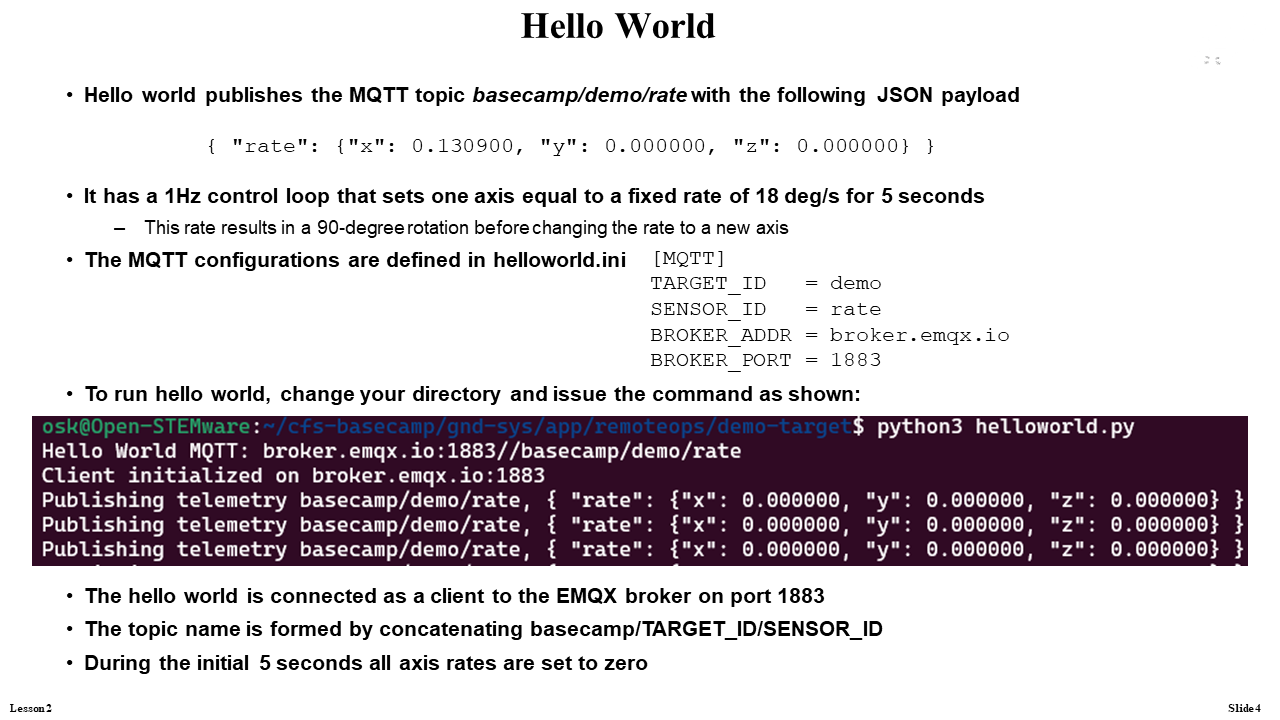 Hello World
• Hello world publishes the MQTT topic basecamp/demo/rate with the following JSON payload
{ "rate": {"x": 0.130900, "y": 0.000000, "z": 0.000000} }
• It has a 1Hz control loop that sets one axis equal to a fixed rate of 18 deg/s for 5 seconds
– This rate results in a 90-degree rotation before changing the rate to a new axis
• The MQTT configurations are defined in helloworld.ini
[MQTT]
TARGET_ID = demo
SENSOR_ID = rate
BROKER_ADDR = broker.emqx.io
BROKER_PORT = 1883
• To run hello world, change your directory and issue the command as shown:
osk@Open-STEMware:~/cfs-basecamp/gnd-sys/app/remoteops/demo-target$ python3 helloworld.py
Hello World MQTT: broker.emqx.io:1883//basecamp/demo/rate
Client initialized on broker.emqx.io:1883
Publishing telemetry basecamp/demo/rate, { "rate": {"x": 0.000000, "y": 0.000000, "z": 0.000000} }
Publishing telemetry basecamp/demo/rate, { "rate": {"x": 0.000000, "y": 0.000000, "z": 0.000000} }
Publishing telemetry basecamp/demo/rate, { "rate": {"x": 0.000000, "y": 0.000000, "z": 0.000000} }
• The hello world is connected as a client to the EMQX broker on port 1883
• The topic name is formed by concatenating basecamp/TARGET_ID/SENSOR_ID
• During the initial 5 seconds all axis rates are set to zero
Lesson 2
Slide 4